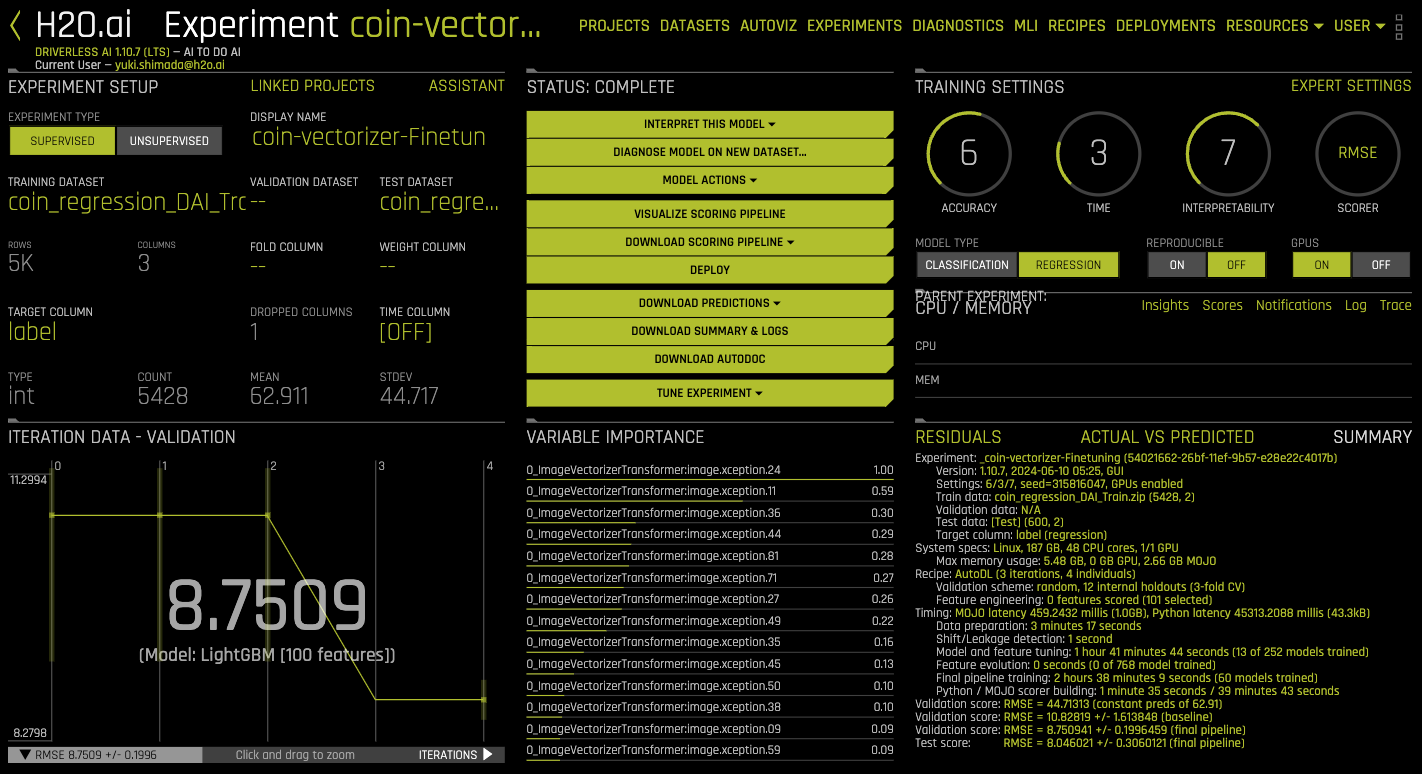 H2O.ai Experiment coin-vector...
PROJECTS DATASETS AUTOVIZ EXPERIMENTS DIAGNOSTICS MLI RECIPES DEPLOYMENTS RESOURCES USER
DRIVERLESS AI 1.10.7 (LTS) – AI TO DO AI
Current User – yuki.shimada@h2o.ai
EXPERIMENT SETUP LINKED PROJECTS ASSISTANT
EXPERIMENT TYPE
SUPERVISED UNSUPERVISED
DISPLAY NAME
coin-vectorizer-Finetun
TRAINING DATASET VALIDATION DATASET TEST DATASET
coin_regression_DAI_Trc -- coin_regre...
ROWS COLUMNS FOLD COLUMN WEIGHT COLUMN
5K 3 -- --
TARGET COLUMN DROPPED COLUMNS TIME COLUMN
label 1 [OFF]
TYPE COUNT MEAN STDEV
int 5428 62.911 44.717
STATUS: COMPLETE
INTERPRET THIS MODEL
DIAGNOSE MODEL ON NEW DATASET...
MODEL ACTIONS
VISUALIZE SCORING PIPELINE
DOWNLOAD SCORING PIPELINE
DEPLOY
DOWNLOAD PREDICTIONS
DOWNLOAD SUMMARY & LOGS
DOWNLOAD AUTODOC
TUNE EXPERIMENT
TRAINING SETTINGS EXPERT SETTINGS
6 3 7 RMSE
ACCURACY TIME INTERPRETABILITY SCORER
MODEL TYPE REPRODUCIBLE GPUS
CLASSIFICATION REGRESSION ON OFF ON OFF
PARENT EXPERIMENT:
CPU / MEMORY Insights Scores Notifications Log Trace
CPU
MEM
ITERATION DATA - VALIDATION
0 1 2 3 4
11.2994
8.7509
(Model: LightGBM [100 features])
8.2798
RMSE 8.7509 +/- 0.1996 Click and drag to zoom ITERATIONS
VARIABLE IMPORTANCE
0_ImageVectorizerTransformer:image.xception.24 1.00
0_ImageVectorizerTransformer:image.xception.11 0.59
0_ImageVectorizerTransformer:image.xception.36 0.30
0_ImageVectorizerTransformer:image.xception.44 0.29
0_ImageVectorizerTransformer:image.xception.81 0.28
0_ImageVectorizerTransformer:image.xception.71 0.27
0_ImageVectorizerTransformer:image.xception.27 0.26
0_ImageVectorizerTransformer:image.xception.49 0.22
0_ImageVectorizerTransformer:image.xception.35 0.16
0_ImageVectorizerTransformer:image.xception.45 0.13
0_ImageVectorizerTransformer:image.xception.50 0.10
0_ImageVectorizerTransformer:image.xception.38 0.10
0_ImageVectorizerTransformer:image.xception.09 0.09
0_ImageVectorizerTransformer:image.xception.59 0.09
RESIDUALS ACTUAL VS PREDICTED SUMMARY
Experiment: _coin-vectorizer-Finetuning (54021662-26bf-11ef-9b57-e28e22c4017b)
Version: 1.10.7, 2024-06-10 05:25, GUI
Settings: 6/3/7, seed=315816047, GPUs enabled
Train data: coin_regression_DAI_Train.zip (5428, 2)
Validation data: N/A
Test data: [Test] (600, 2)
Target column: label (regression)
System specs: Linux, 187 GB, 48 CPU cores, 1/1 GPU
Max memory usage: 5.48 GB, 0 GB GPU, 2.66 GB MOJO
Recipe: AutoDL (3 iterations, 4 individuals)
Validation scheme: random, 12 internal holdouts (3-fold CV)
Feature engineering: 0 features scored (101 selected)
Timing: MOJO latency 459.2432 millis (1.0GB), Python latency 45313.2088 millis (43.3kB)
Data preparation: 3 minutes 17 seconds
Shift/Leakage detection: 1 second
Model and feature tuning: 1 hour 41 minutes 44 seconds (13 of 252 models trained)
Feature evolution: 0 seconds (0 of 768 model trained)
Final pipeline training: 2 hours 38 minutes 9 seconds (60 models trained)
Python / MOJO scorer building: 1 minute 35 seconds / 39 minutes 43 seconds
Validation score: RMSE = 44.71313 (constant preds of 62.91)
Validation score: RMSE = 10.82819 +/- 1.613848 (baseline)
Validation score: RMSE = 8.750941 +/- 0.1996459 (final pipeline)
Test score: RMSE = 8.046021 +/- 0.3060121 (final pipeline)